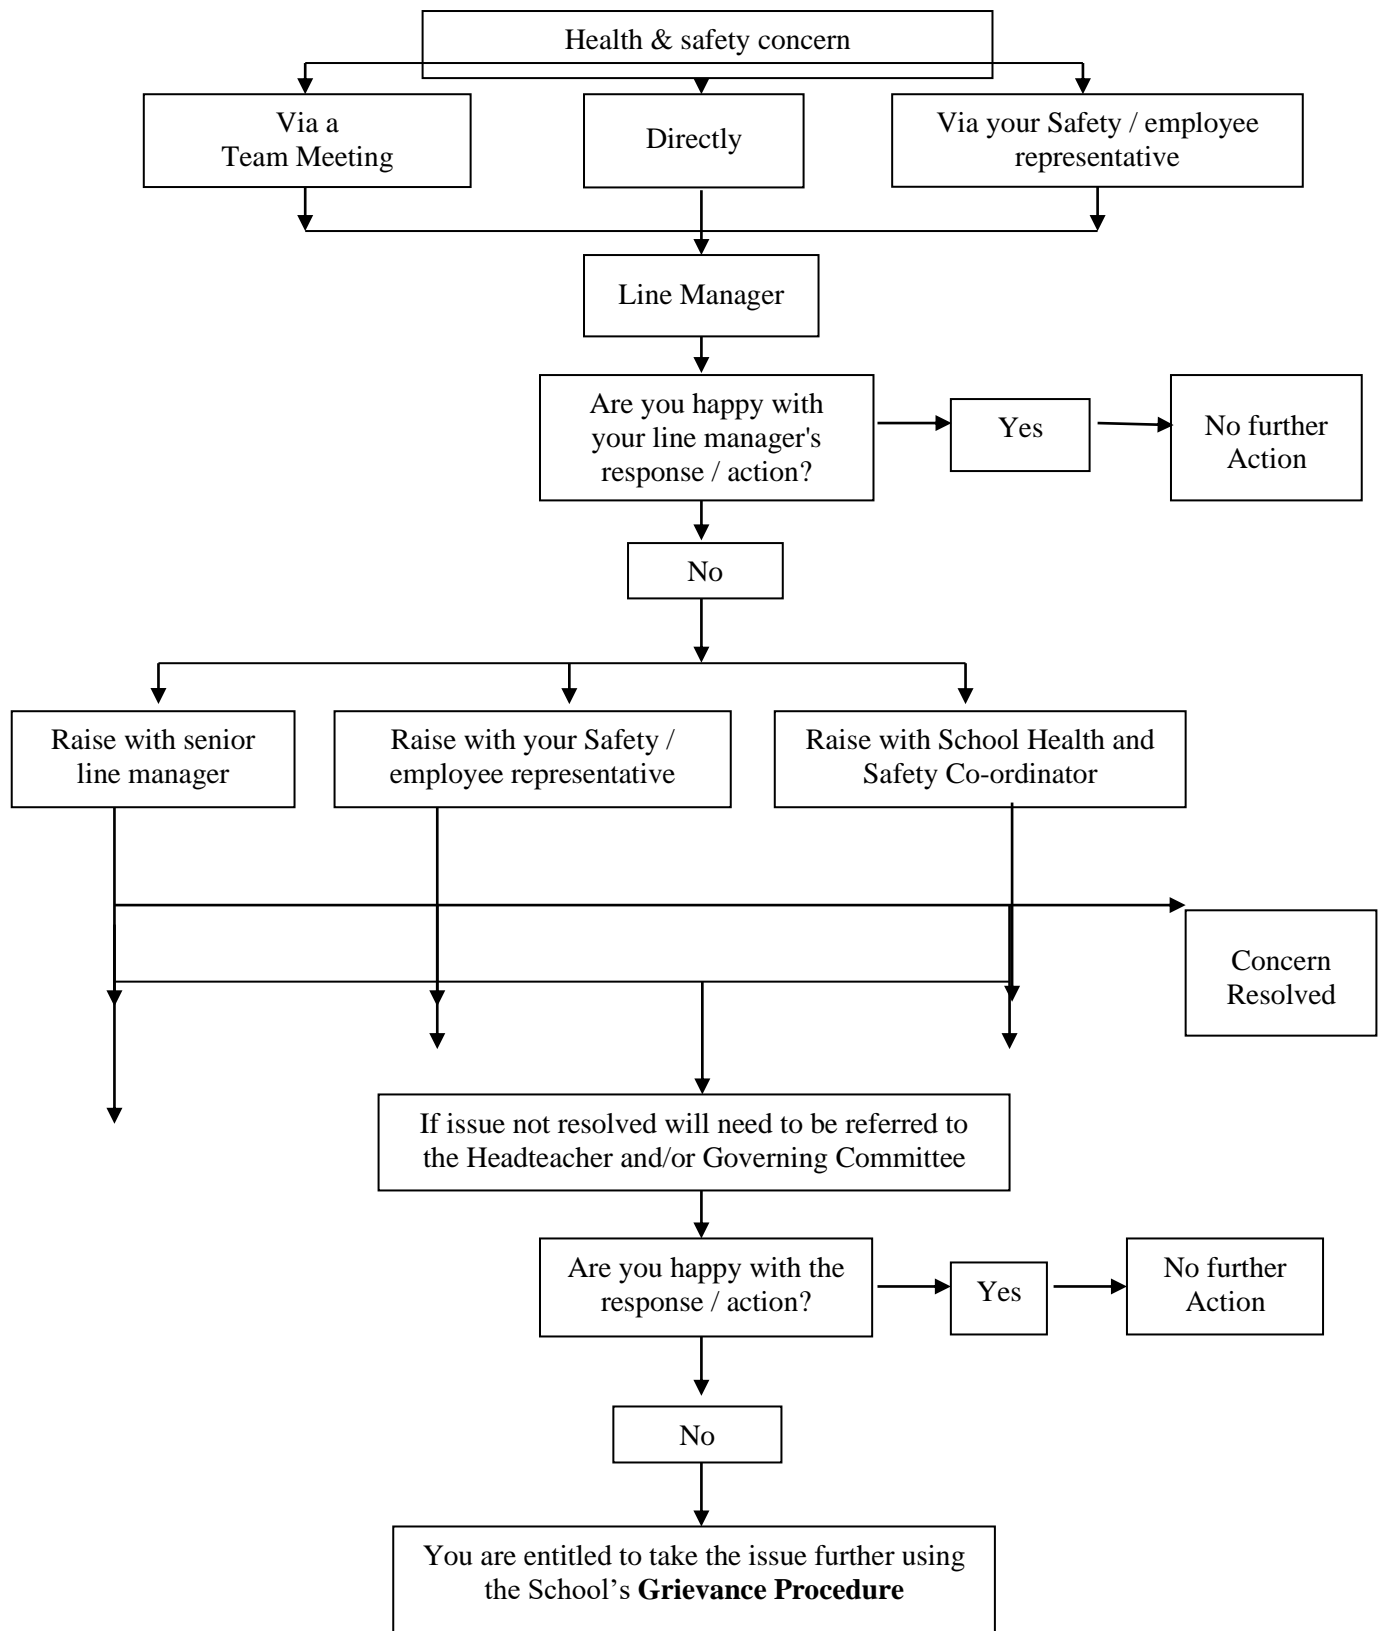 Health & safety concern
Via a
Team Meeting
Directly
Via your Safety / employee
representative
Line Manager
Are you happy with
your line manager's
response / action?
Yes
No further
Action
No
Raise with senior
line manager
Raise with your Safety /
employee representative
Raise with School Health and
Safety Co-ordinator
Concern
Resolved
If issue not resolved will need to be referred to
the Headteacher and/or Governing Committee
Are you happy with the
response / action?
Yes
No further
Action
No
You are entitled to take the issue further using
the School’s Grievance Procedure